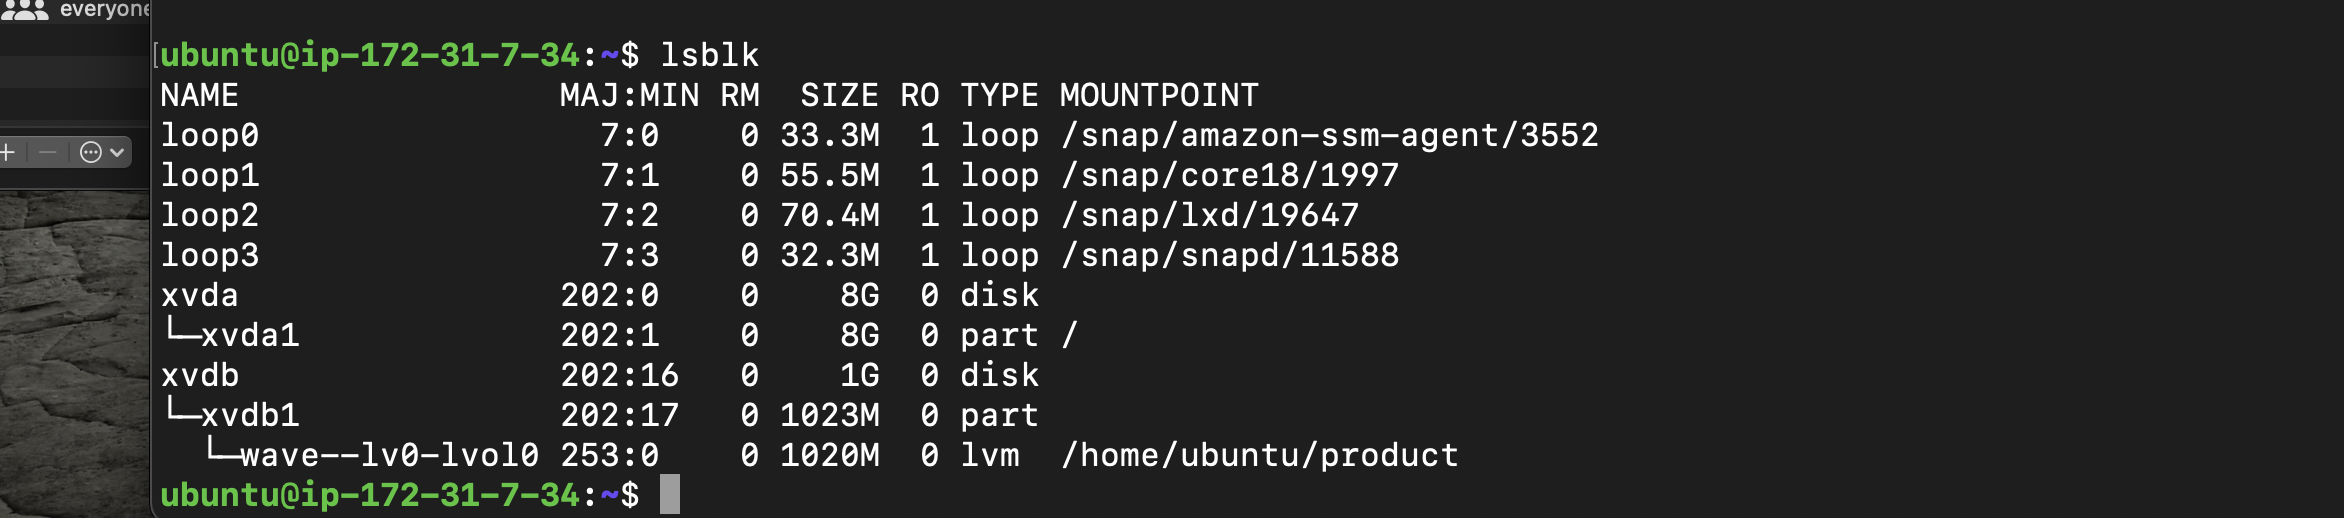 everyone
ubuntu@ip-172-31-7-34:~$ lsblk
NAME                MAJ:MIN RM  SIZE RO TYPE MOUNTPOINT
loop0                 7:0    0 33.3M  1 loop /snap/amazon-ssm-agent/3552
loop1                 7:1    0 55.5M  1 loop /snap/core18/1997
loop2                 7:2    0 70.4M  1 loop /snap/lxd/19647
loop3                 7:3    0 32.3M  1 loop /snap/snapd/11588
xvda                202:0    0    8G  0 disk
└─xvda1             202:1    0    8G  0 part /
xvdb                202:16   0    1G  0 disk
└─xvdb1             202:17   0 1023M  0 part
  └─wave--lv0-lvol0 253:0    0 1020M  0 lvm  /home/ubuntu/product
ubuntu@ip-172-31-7-34:~$